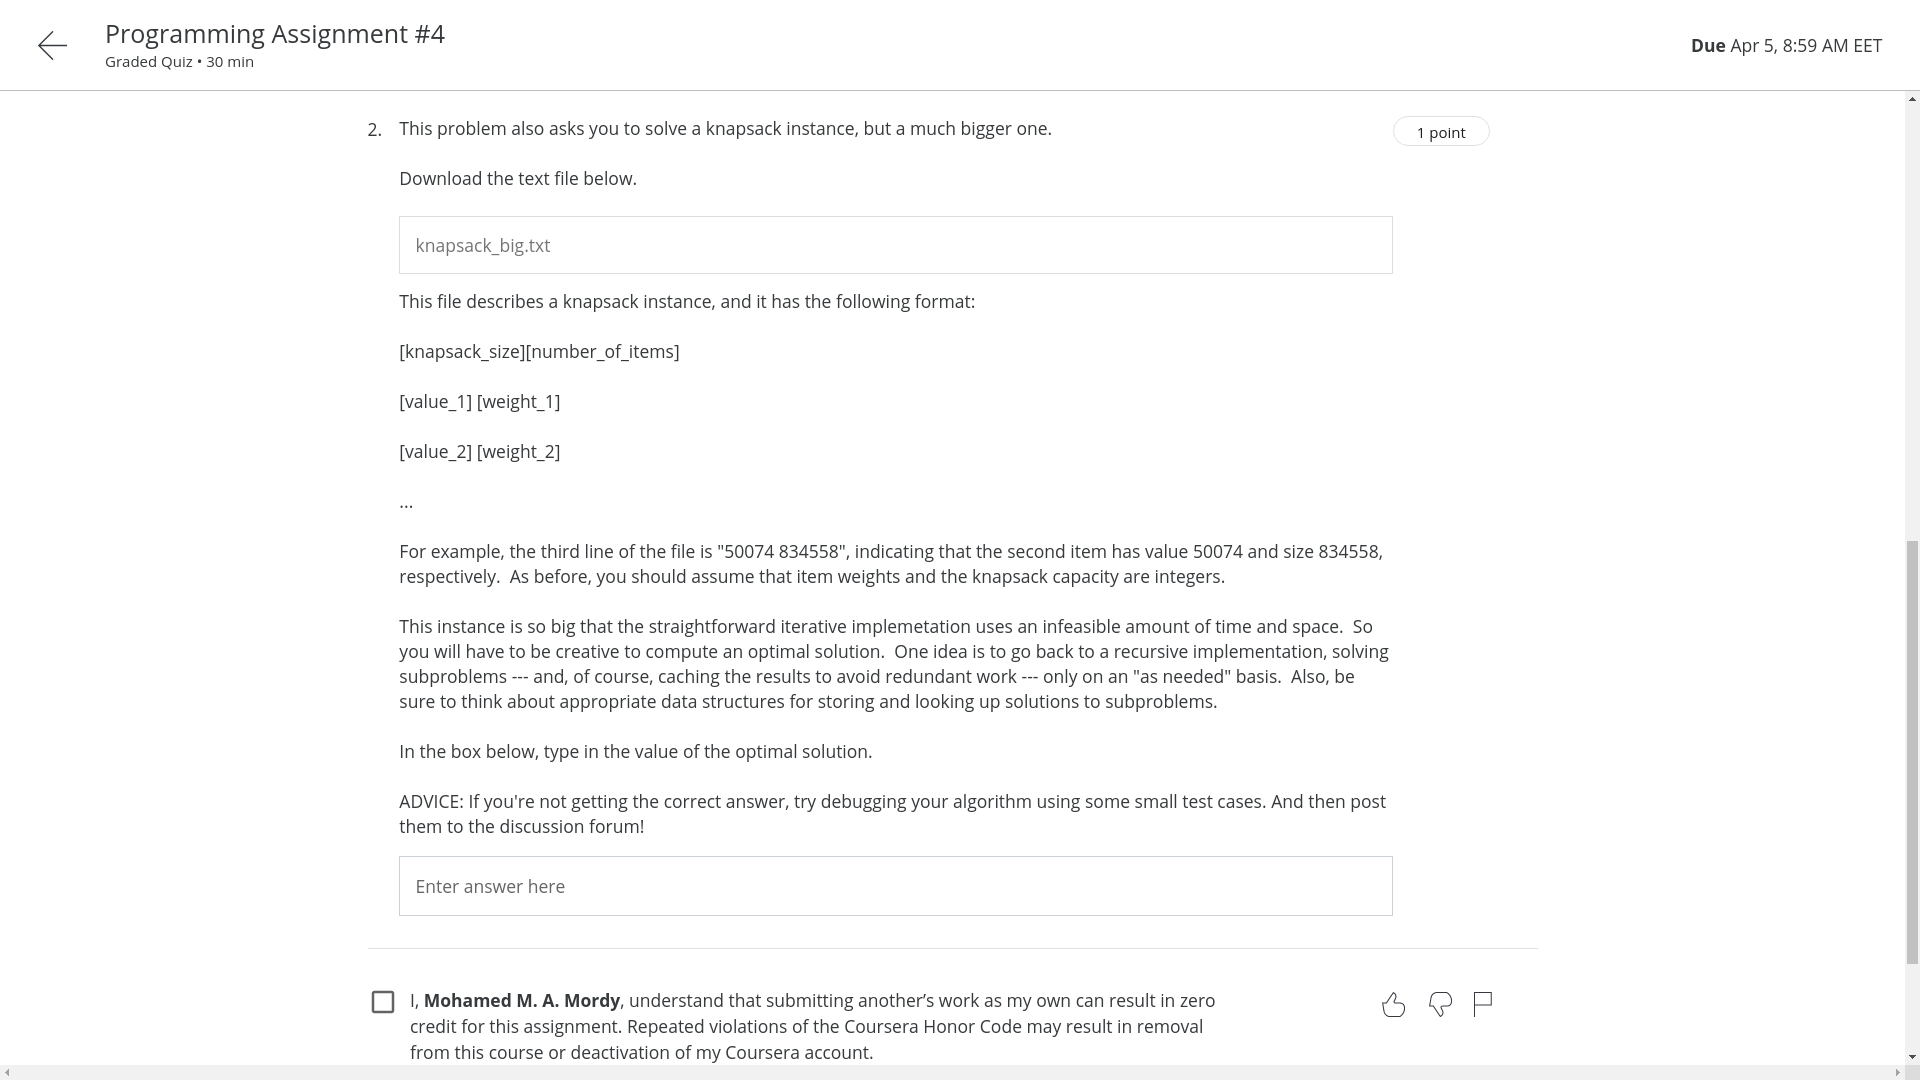 Programming Assignment #4
Graded Quiz • 30 min
Due Apr 5, 8:59 AM EET
2. This problem also asks you to solve a knapsack instance, but a much bigger one.
1 point
Download the text file below.
knapsack_big.txt
This file describes a knapsack instance, and it has the following format:
[knapsack_size][number_of_items]
[value_1] [weight_1]
[value_2] [weight_2]
...
For example, the third line of the file is "50074 834558", indicating that the second item has value 50074 and size 834558,
respectively.  As before, you should assume that item weights and the knapsack capacity are integers.
This instance is so big that the straightforward iterative implemetation uses an infeasible amount of time and space.  So
you will have to be creative to compute an optimal solution.  One idea is to go back to a recursive implementation, solving
subproblems --- and, of course, caching the results to avoid redundant work --- only on an "as needed" basis.  Also, be
sure to think about appropriate data structures for storing and looking up solutions to subproblems.
In the box below, type in the value of the optimal solution.
ADVICE: If you're not getting the correct answer, try debugging your algorithm using some small test cases. And then post
them to the discussion forum!
Enter answer here
I, Mohamed M. A. Mordy, understand that submitting another’s work as my own can result in zero
credit for this assignment. Repeated violations of the Coursera Honor Code may result in removal
from this course or deactivation of my Coursera account.